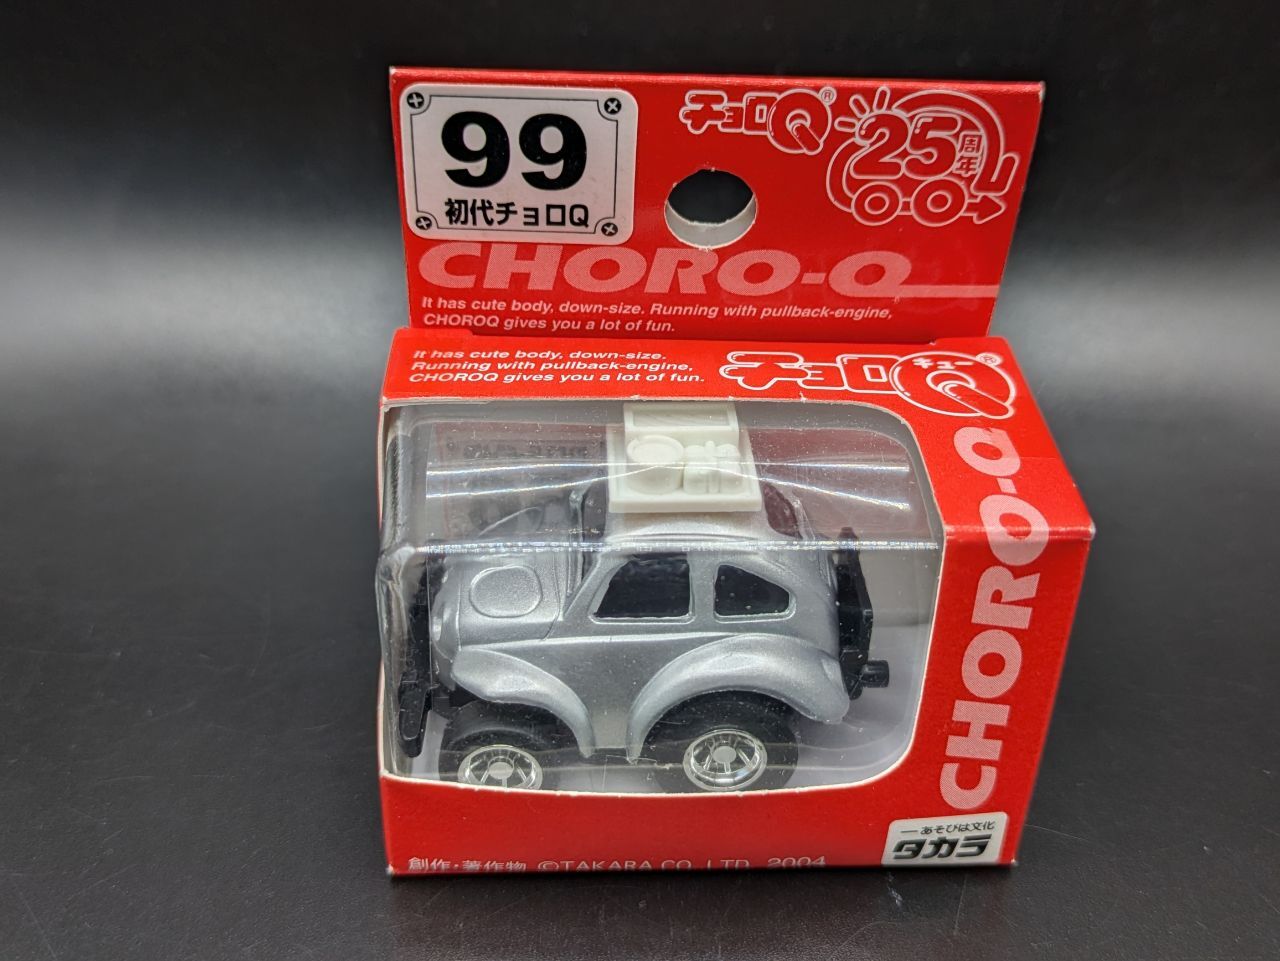 99
初代チョロQ
チョロQ®
25周年
CHORO-Q
It has cute body, down-size. Running with pullback-engine,
CHOROQ gives you a lot of fun.
It has cute body, down-size.
Running with pullback-engine,
CHOROQ gives you a lot of fun.
チョロQ®
キュー
CHORO-Q
あそびは文化
タカラ
創作・著作物 ©TAKARA CO., LTD. 2004